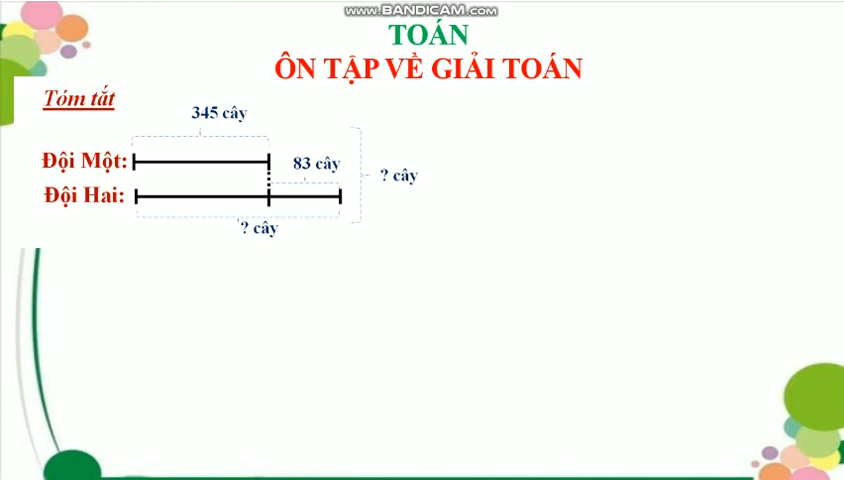 www.BANDICAM.com
TOÁN
ÔN TẬP VỀ GIẢI TOÁN
Tóm tắt
345 cây
Đội Một:
83 cây
? cây
Đội Hai:
? cây